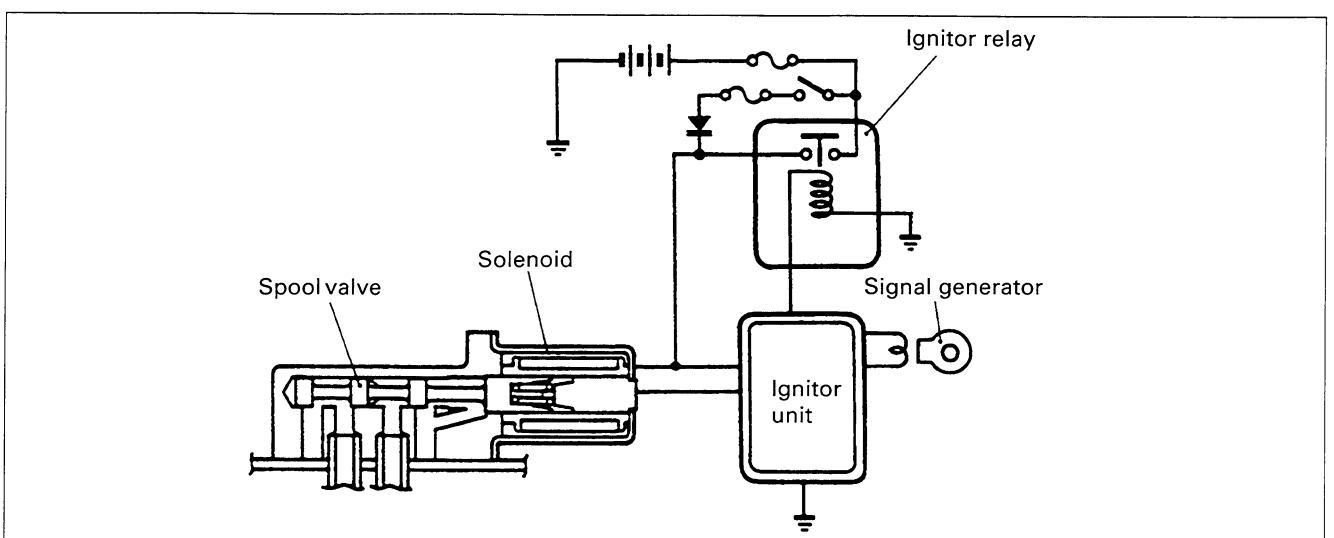 Ignitor relay
Solenoid
Spool valve
Signal generator
Ignitor
unit